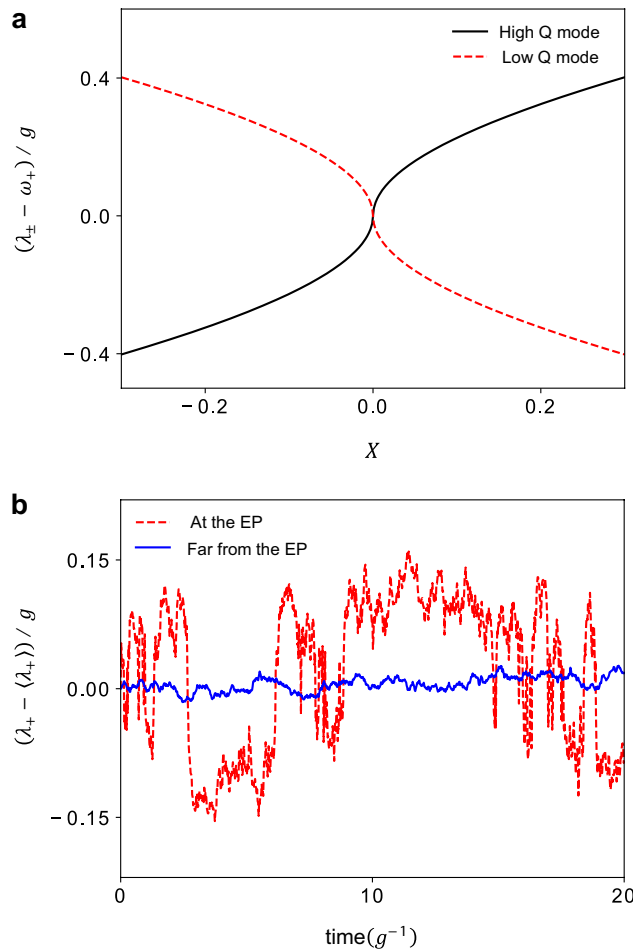 a
High Q mode
Low Q mode
(λ± − ω₊) / g
0.4
0.0
−0.4
−0.2
0.0
0.2
X
b
At the EP
Far from the EP
(λ₊ − ⟨λ₊⟩) / g
0.15
0.00
−0.15
0
10
20
time(g⁻¹)